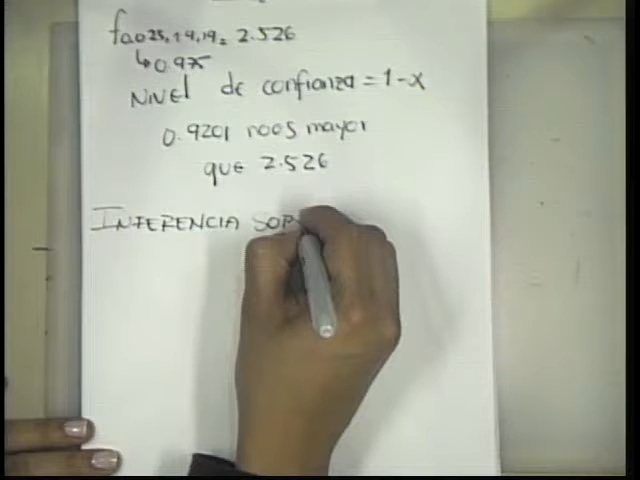 f0.025,19,19 = 2.526
↳0.975
NIVEl de confianza = 1-x
0.9201 no es mayor
que 2.526
INFERENCIA SOB